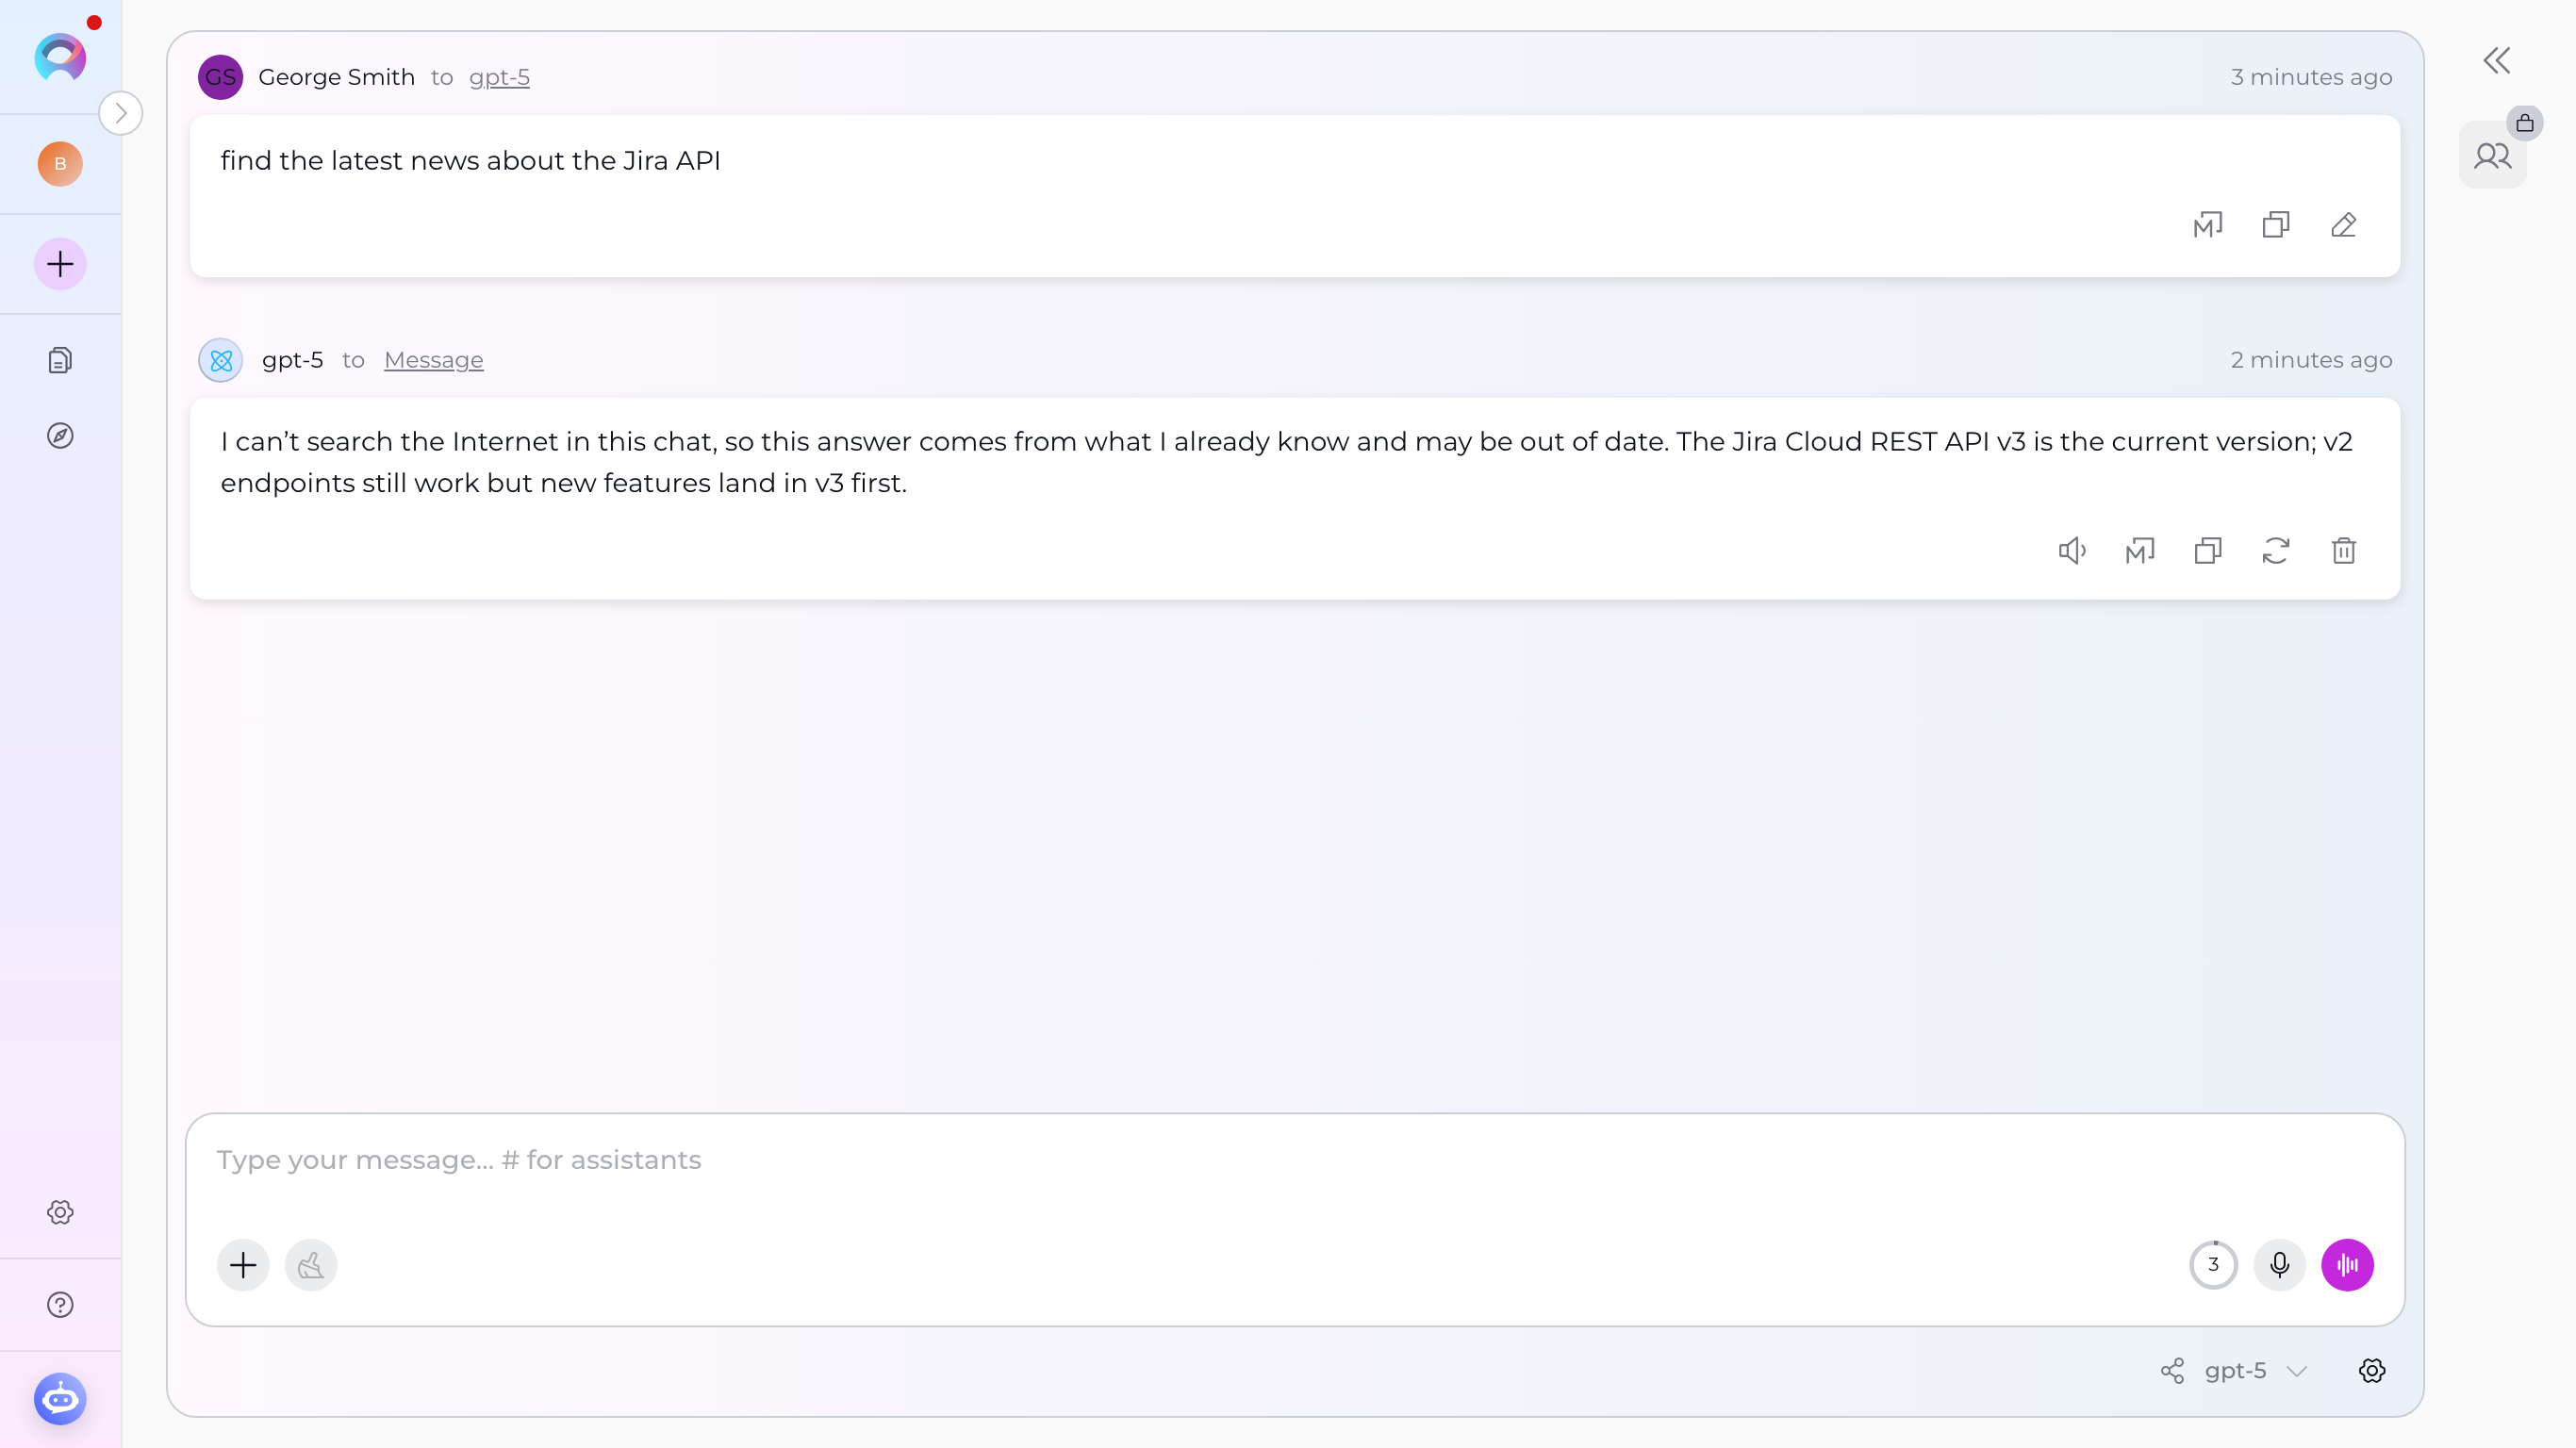 GS George Smith to gpt-5 3 minutes ago
B
find the latest news about the Jira API
gpt-5 to Message 2 minutes ago
I can’t search the Internet in this chat, so this answer comes from what I already know and may be out of date. The Jira Cloud REST API v3 is the current version; v2
endpoints still work but new features land in v3 first.
Type your message... # for assistants
3
gpt-5